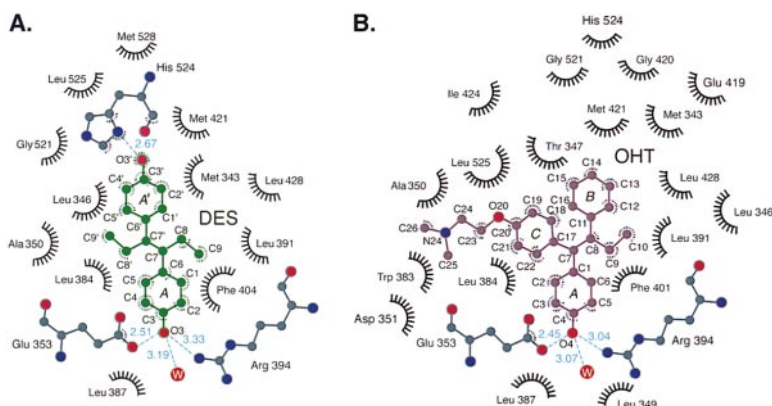 A.
Met 528
His 524
Leu 525
Met 421
Gly 521
2.67
O3'
C3'
C4'
C2'
A'
Met 343
Leu 428
Leu 346
C5'
C1'
C6'
DES
C9'
C7'
C8
Ala 350
C7
C9
Leu 391
C8'
C6
Leu 384
C5
C1
A
Phe 404
C4
C2
C3
O3
2.51
3.33
Glu 353
3.19
Arg 394
W
Leu 387
B.
His 524
Gly 521
Gly 420
Glu 419
Ile 424
Met 421
Met 343
Thr 347
OHT
C14
Leu 525
C15
C13
B
Leu 428
Ala 350
C16
C12
C24
O20
C19
C18
C11
Leu 346
C26
C20
C
C17
C8
C10
Leu 391
N24
C23
C21
C7
C9
C25
C22
C1
Trp 383
Leu 384
C2
C6
Phe 401
A
C3
C5
Asp 351
C4
2.45
O4
3.04
Glu 353
3.07
Arg 394
W
Leu 387
Leu 349